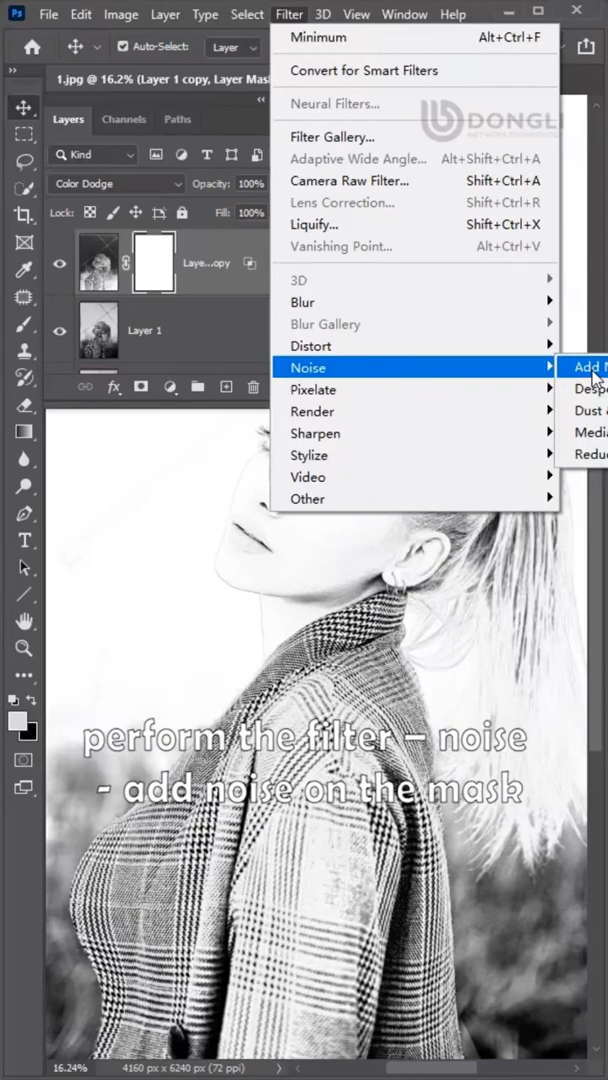 Ps File Edit Image Layer Type Select Filter 3D View Window Help
Auto-Select: Layer
1.jpg @ 16.2% (Layer 1 copy, Layer Mas
Layers Channels Paths
Kind
Color Dodge Opacity: 100%
Lock: Fill: 100%
Laye...opy
Layer 1
fx
Minimum Alt+Ctrl+F
Convert for Smart Filters
Neural Filters...
Filter Gallery...
Adaptive Wide Angle... Alt+Shift+Ctrl+A
Camera Raw Filter... Shift+Ctrl+A
Lens Correction... Shift+Ctrl+R
Liquify... Shift+Ctrl+X
Vanishing Point... Alt+Ctrl+V
3D
Blur
Blur Gallery
Distort
Noise
Pixelate
Render
Sharpen
Stylize
Video
Other
Add N
Despe
Dust &
Media
Reduc
DONGLI
perform the filter – noise
- add noise on the mask
16.24% 4160 px x 6240 px (72 ppi)